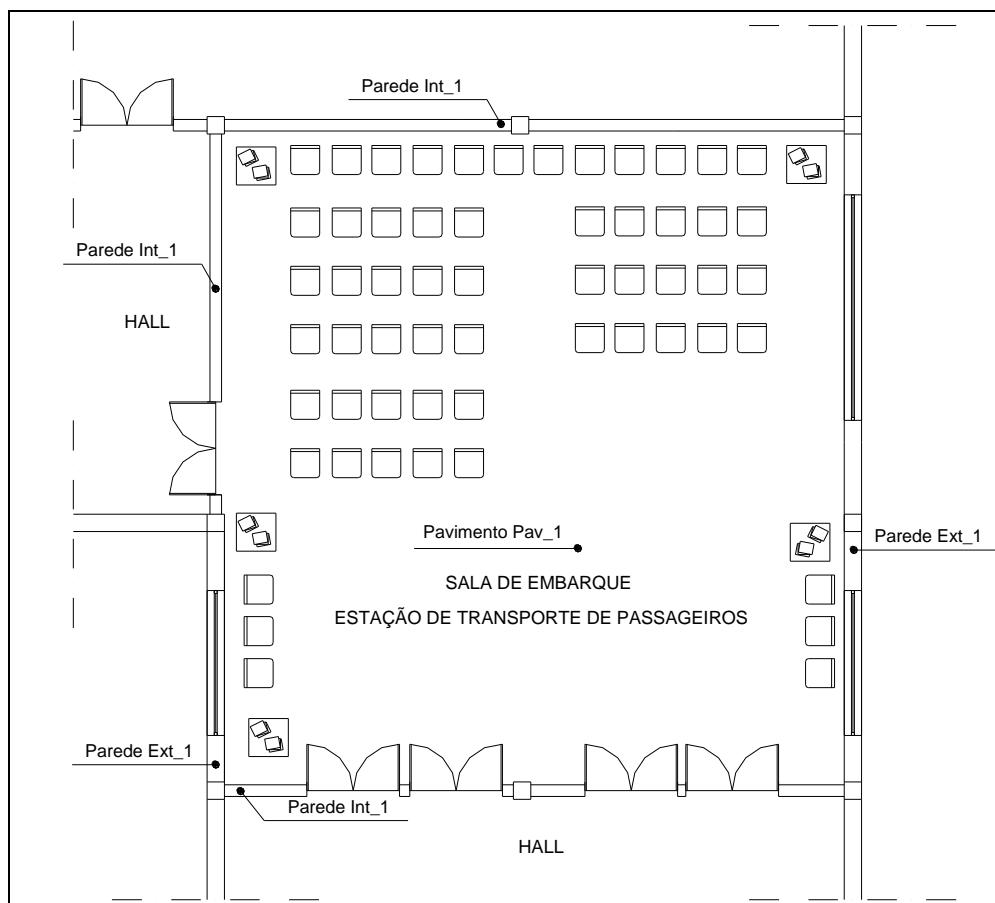 Parede Int_1
Parede Int_1
HALL
Pavimento Pav_1
Parede Ext_1
SALA DE EMBARQUE
ESTAÇÃO DE TRANSPORTE DE PASSAGEIROS
Parede Ext_1
Parede Int_1
HALL